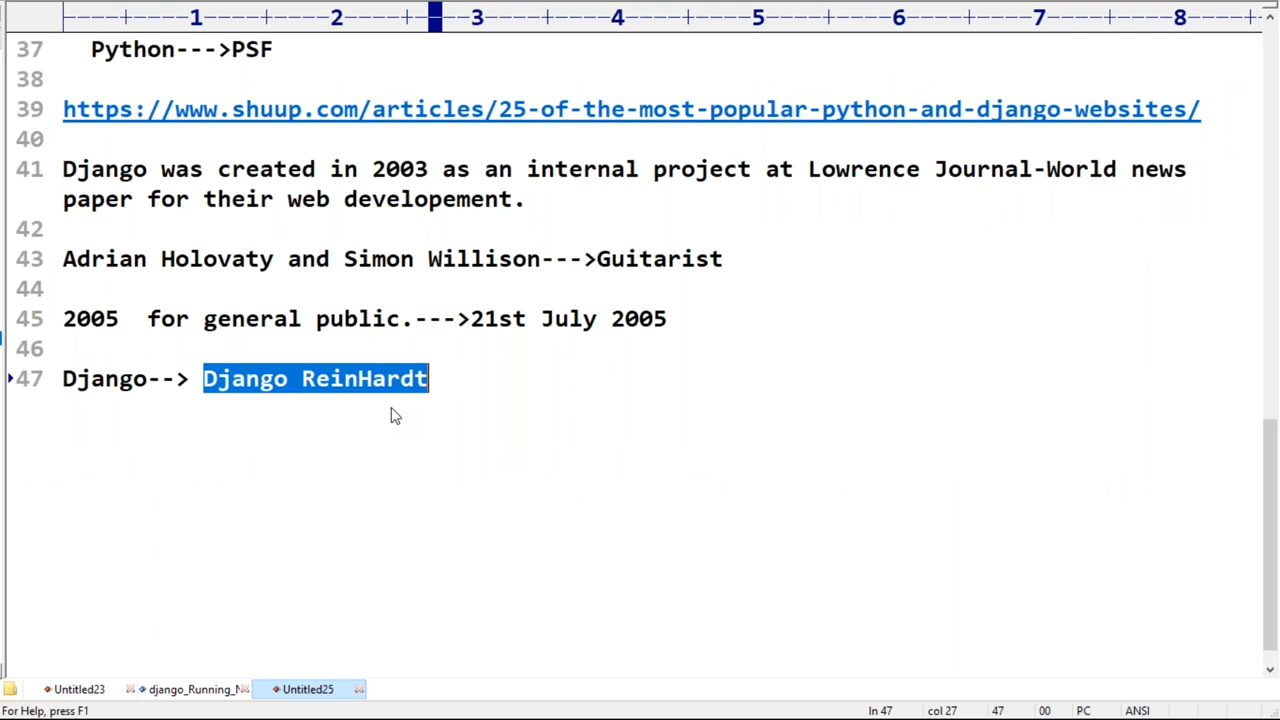 ----+----1----+----2----+----3----+----4----+----5----+----6----+----7----+----8----+-
37 Python--->PSF
38
39 https://www.shuup.com/articles/25-of-the-most-popular-python-and-django-websites/
40
41 Django was created in 2003 as an internal project at Lowrence Journal-World news
paper for their web developement.
42
43 Adrian Holovaty and Simon Willison--->Guitarist
44
45 2005  for general public.--->21st July 2005
46
47 Django--> Django ReinHardt
Untitled23 django_Running_N Untitled25
For Help, press F1 ln 47 col 27 47 00 PC ANSI